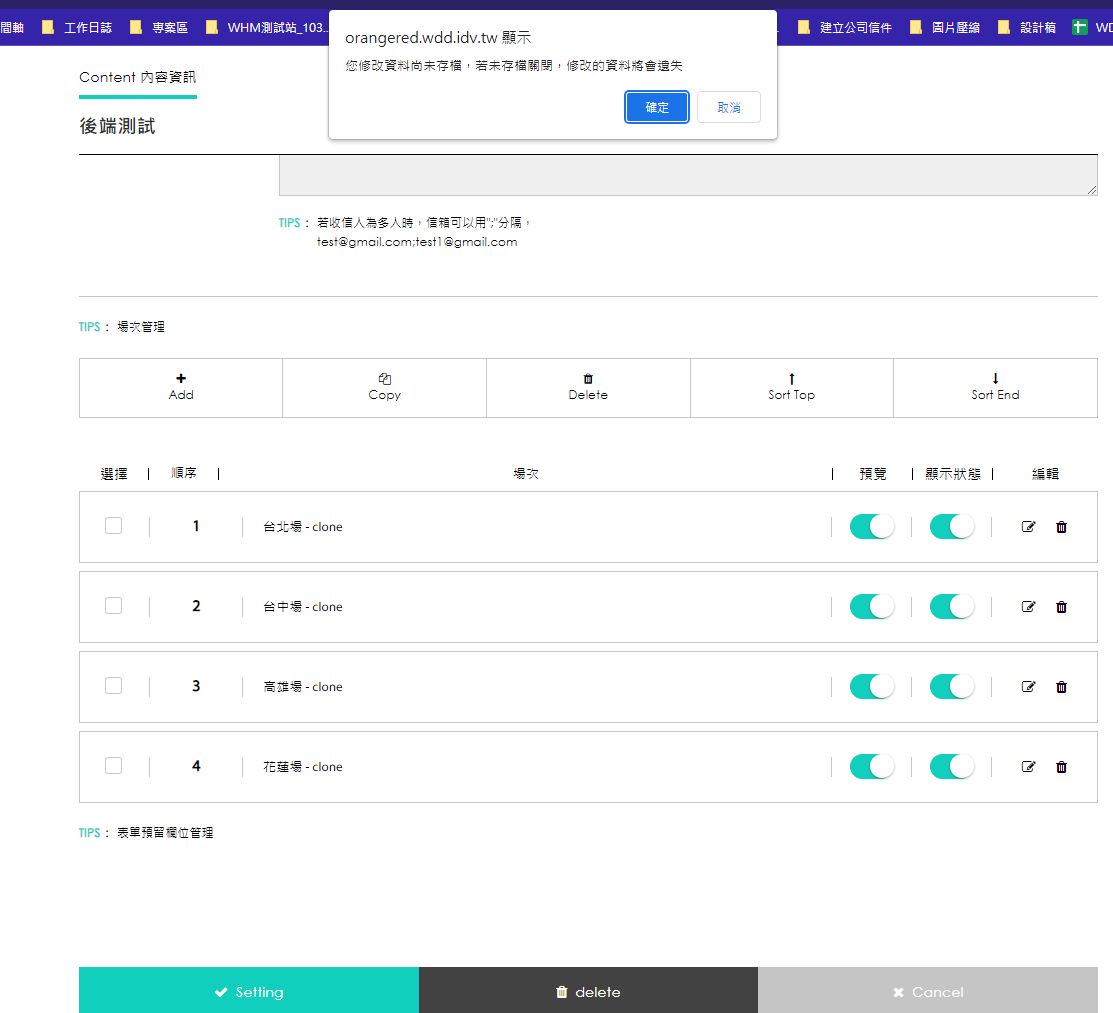 間軸 工作日誌 專案區 WHM測試站_103... 建立公司信件 圖片壓縮 設計稿 WD
orangered.wdd.idv.tw 顯示
您修改資料尚未存檔，若未存檔關閉，修改的資料將會遺失
確定 取消
Content 內容資訊
後端測試
TIPS： 若收信人為多人時，信箱可以用";"分隔，
test@gmail.com;test1@gmail.com
TIPS： 場次管理
Add Copy Delete Sort Top Sort End
選擇 順序 場次 預覽 顯示狀態 編輯
1 台北場 - clone
2 台中場 - clone
3 高雄場 - clone
4 花蓮場 - clone
TIPS： 表單預留欄位管理
Setting delete Cancel